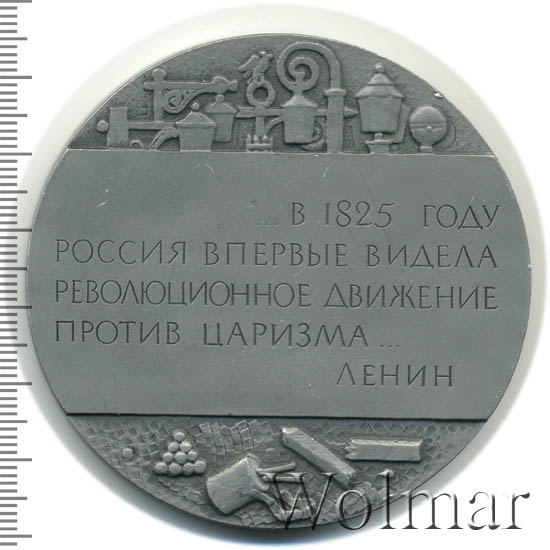 ... В 1825 ГОДУ
РОССИЯ ВПЕРВЫЕ ВИДЕЛА
РЕВОЛЮЦИОННОЕ ДВИЖЕНИЕ
ПРОТИВ ЦАРИЗМА ...
ЛЕНИН
Wolmar